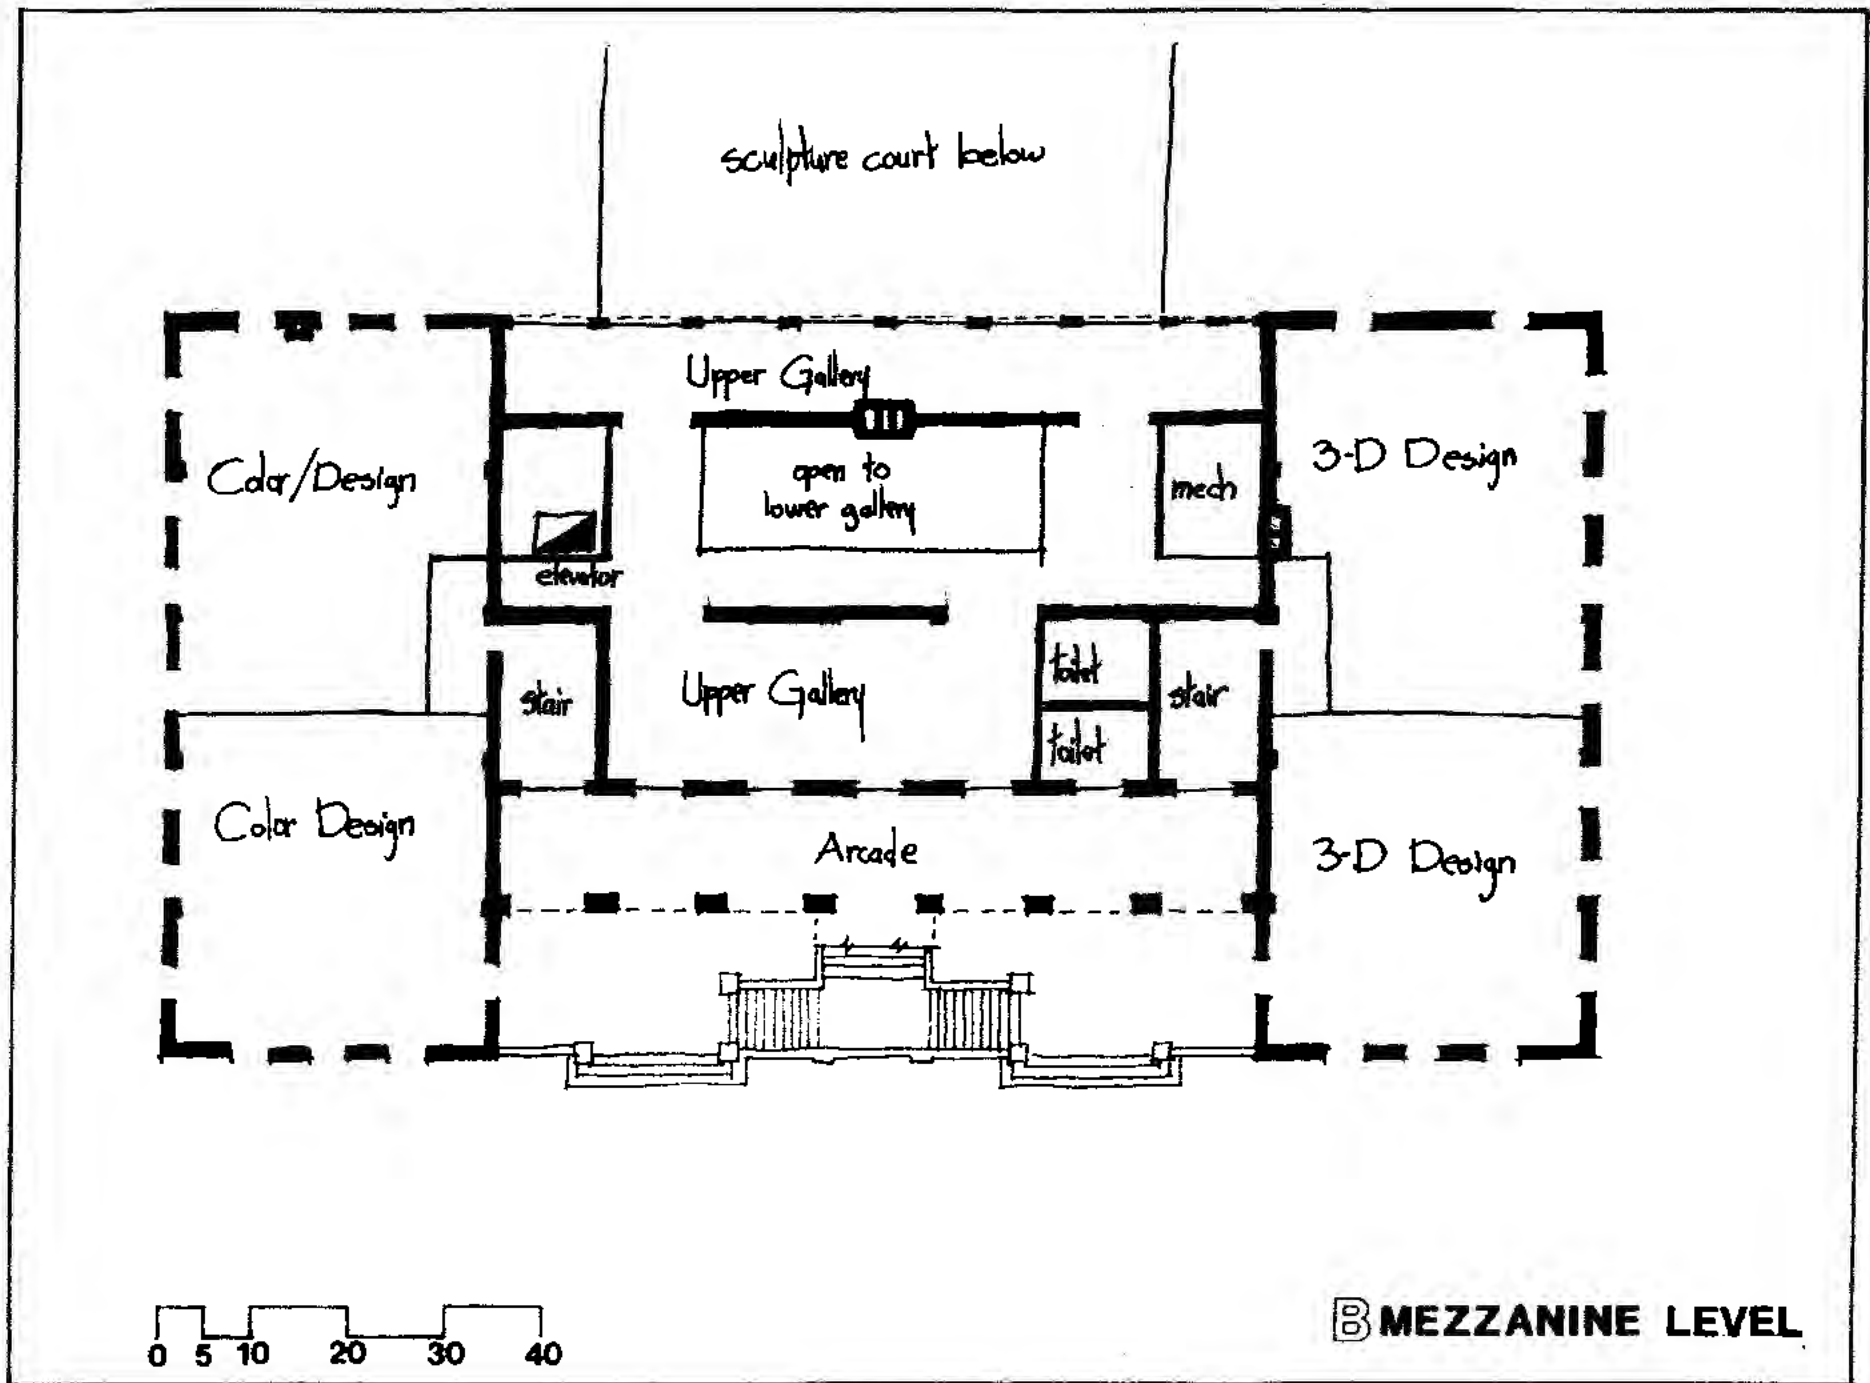 sculpture court below
Upper Gallery
Color/Design
open to
lower gallery
mech
3-D Design
elevator
stair
Upper Gallery
toilet
stair
toilet
Color Design
Arcade
3-D Design
0 5 10 20 30 40
B MEZZANINE LEVEL